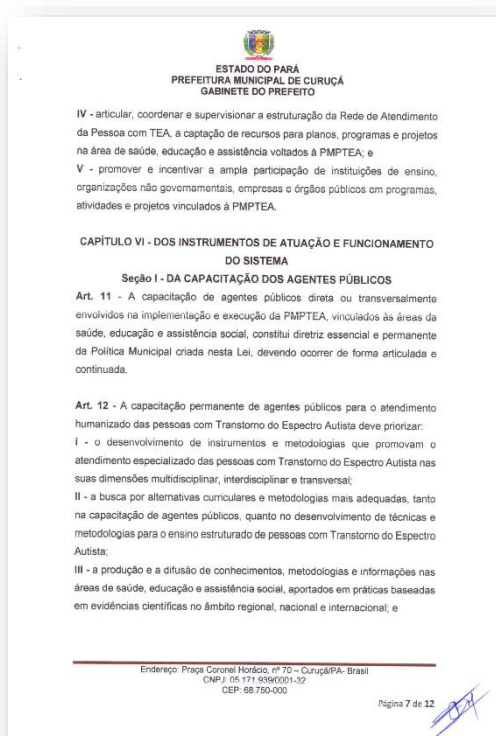 ESTADO DO PARÁ
PREFEITURA MUNICIPAL DE CURUÇÁ
GABINETE DO PREFEITO
IV - articular, coordenar e supervisionar a estruturação da Rede de Atendimento
da Pessoa com TEA, a captação de recursos para planos, programas e projetos
na área de saúde, educação e assistência voltados à PMPTEA; e
V - promover e incentivar a ampla participação de instituições de ensino,
organizações não governamentais, empresas e órgãos públicos em programas,
atividades e projetos vinculados à PMPTEA.
CAPÍTULO VI - DOS INSTRUMENTOS DE ATUAÇÃO E FUNCIONAMENTO
DO SISTEMA
Seção I - DA CAPACITAÇÃO DOS AGENTES PÚBLICOS
Art. 11 - A capacitação de agentes públicos direta ou transversalmente
envolvidos na implementação e execução da PMPTEA, vinculados às áreas da
saúde, educação e assistência social, constitui diretriz essencial e permanente
da Política Municipal criada nesta Lei, devendo ocorrer de forma articulada e
continuada.
Art. 12 - A capacitação permanente de agentes públicos para o atendimento
humanizado das pessoas com Transtorno do Espectro Autista deve priorizar:
I - o desenvolvimento de instrumentos e metodologias que promovam o
atendimento especializado das pessoas com Transtorno do Espectro Autista nas
suas dimensões multidisciplinar, interdisciplinar e transversal;
II - a busca por alternativas curriculares e metodologias mais adequadas, tanto
na capacitação de agentes públicos, quanto no desenvolvimento de técnicas e
metodologias para o ensino estruturado de pessoas com Transtorno do Espectro
Autista;
III - a produção e a difusão de conhecimentos, metodologias e informações nas
áreas de saúde, educação e assistência social, aportados em práticas baseadas
em evidências científicas no âmbito regional, nacional e internacional; e
Endereço: Praça Coronel Horácio, nº 70 – Curuçá/PA- Brasil
CNPJ: 05.171.939/0001-32
CEP: 68.750-000
Página 7 de 12